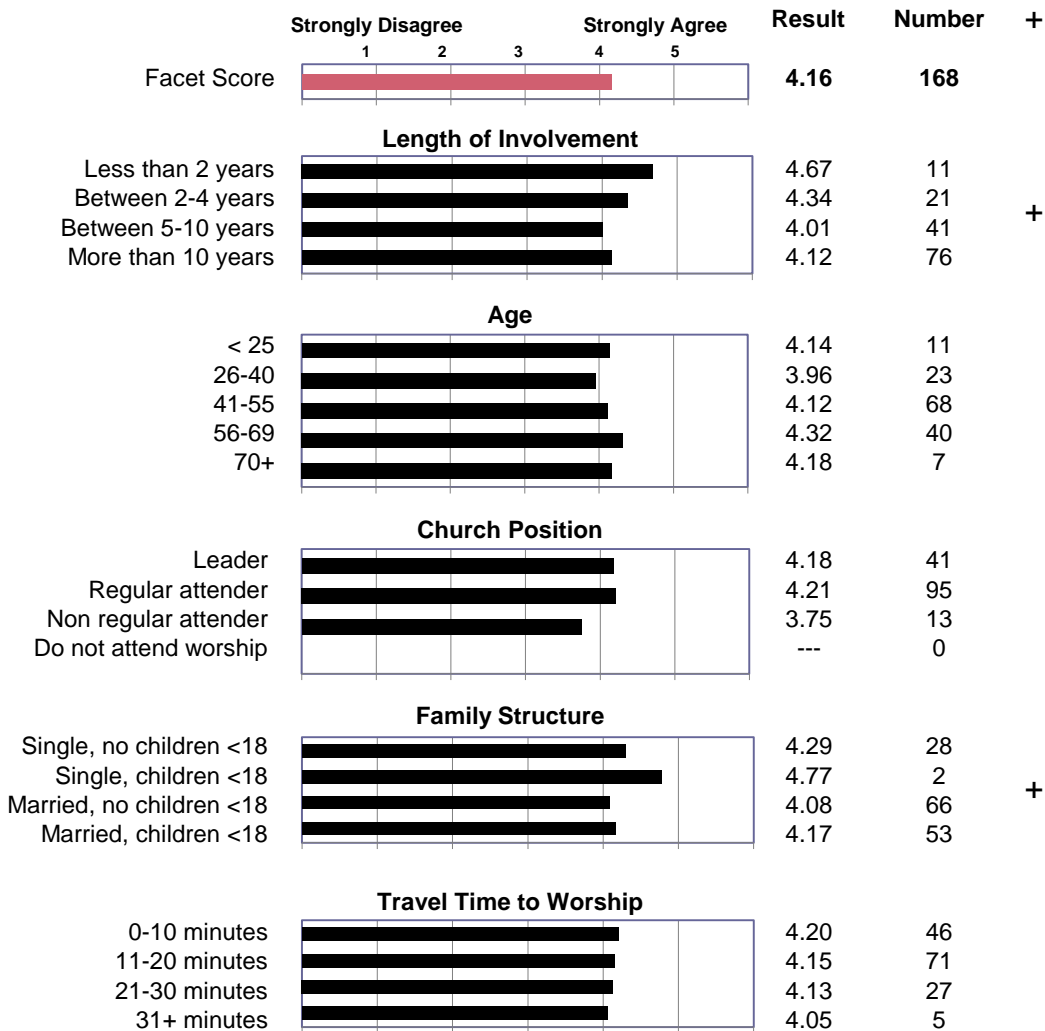 Strongly Disagree Strongly Agree Result Number +
1 2 3 4 5
Facet Score 4.16 168
Length of Involvement
Less than 2 years 4.67 11
Between 2-4 years 4.34 21
+
Between 5-10 years 4.01 41
More than 10 years 4.12 76
Age
< 25 4.14 11
26-40 3.96 23
41-55 4.12 68
56-69 4.32 40
70+ 4.18 7
Church Position
Leader 4.18 41
Regular attender 4.21 95
Non regular attender 3.75 13
Do not attend worship --- 0
Family Structure
Single, no children <18 4.29 28
Single, children <18 4.77 2
+
Married, no children <18 4.08 66
Married, children <18 4.17 53
Travel Time to Worship
0-10 minutes 4.20 46
11-20 minutes 4.15 71
21-30 minutes 4.13 27
31+ minutes 4.05 5